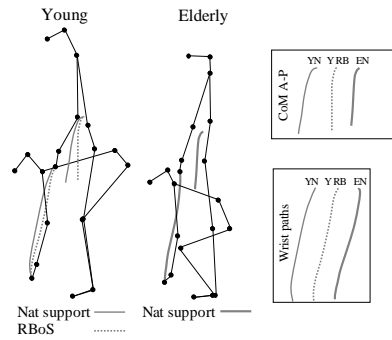 Young
Elderly
YN YRB EN
CoM A-P
YN YRB EN
Wrist paths
Nat support
Nat support
RBoS